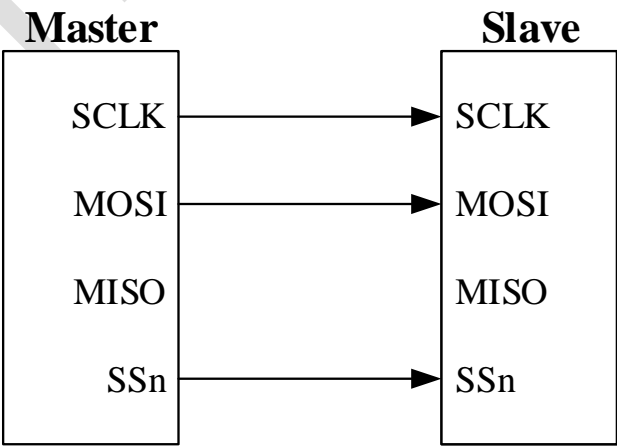 Master Slave
SCLK SCLK
MOSI MOSI
MISO MISO
SSn SSn